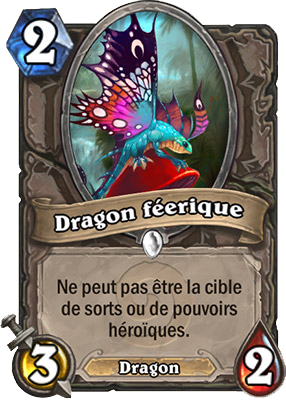 2
Dragon féerique
Ne peut pas être la cible
de sorts ou de pouvoirs
héroïques.
3
Dragon
2